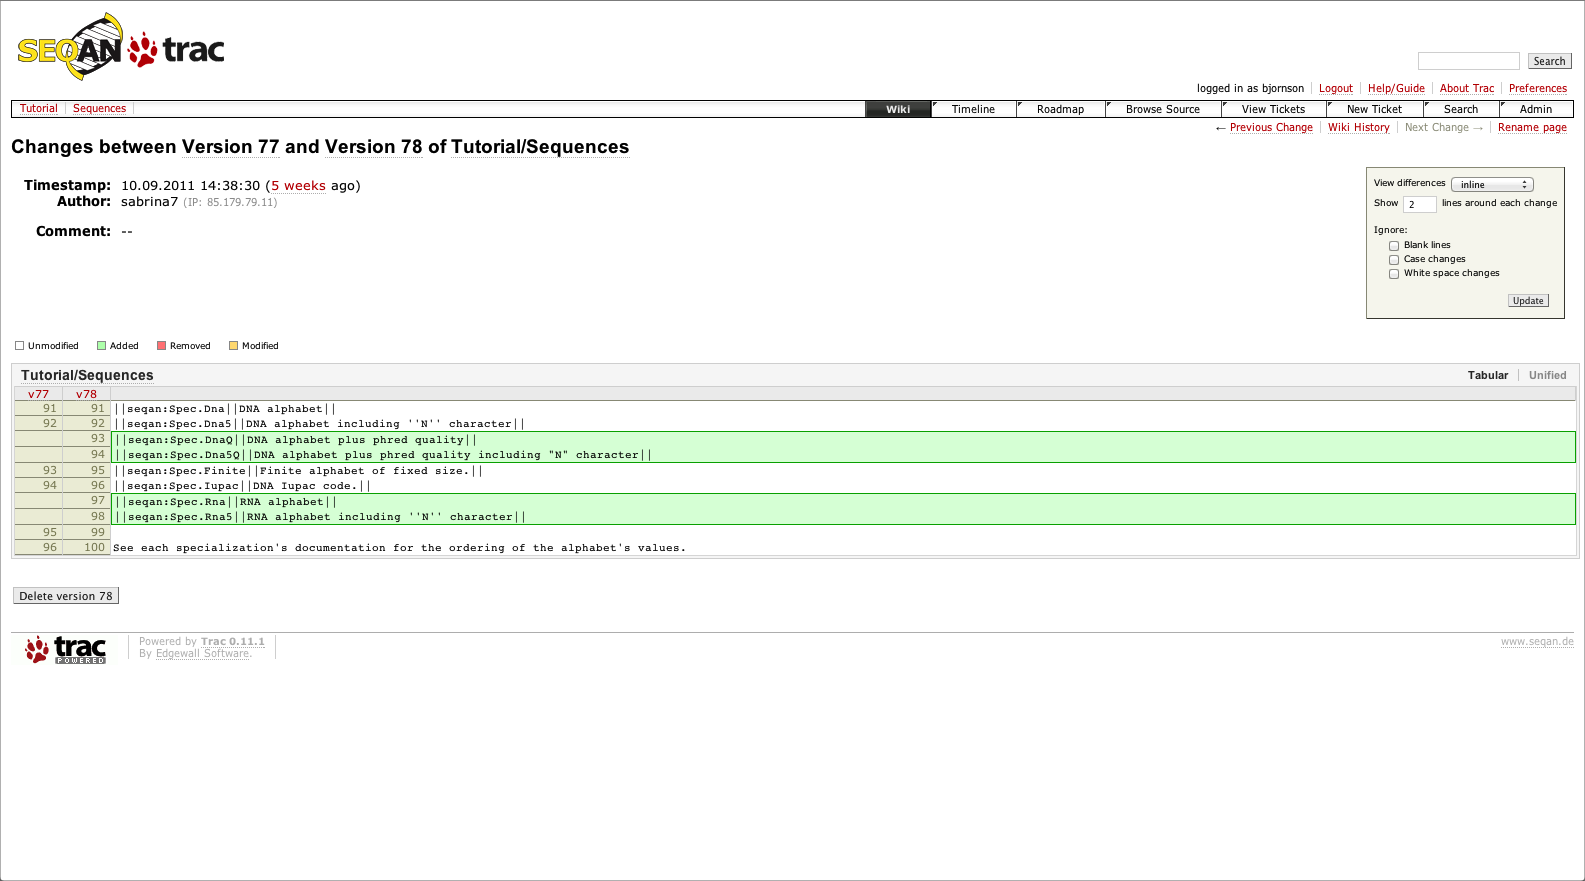 SEQAN trac
Search
logged in as bjornson Logout Help/Guide About Trac Preferences
Tutorial Sequences Wiki Timeline Roadmap Browse Source View Tickets New Ticket Search Admin
← Previous Change Wiki History Next Change → Rename page
Changes between Version 77 and Version 78 of Tutorial/Sequences
Timestamp: 10.09.2011 14:38:30 (5 weeks ago)
Author: sabrina7 (IP: 85.179.79.11)
Comment: --
View differences inline
Show 2 lines around each change
Ignore:
Blank lines
Case changes
White space changes
Update
Unmodified Added Removed Modified
Tutorial/Sequences Tabular Unified
v77 v78
91 91 ||seqan:Spec.Dna||DNA alphabet||
92 92 ||seqan:Spec.Dna5||DNA alphabet including ''N'' character||
93 ||seqan:Spec.DnaQ||DNA alphabet plus phred quality||
94 ||seqan:Spec.Dna5Q||DNA alphabet plus phred quality including "N" character||
93 95 ||seqan:Spec.Finite||Finite alphabet of fixed size.||
94 96 ||seqan:Spec.Iupac||DNA Iupac code.||
97 ||seqan:Spec.Rna||RNA alphabet||
98 ||seqan:Spec.Rna5||RNA alphabet including ''N'' character||
95 99
96 100 See each specialization's documentation for the ordering of the alphabet's values.
Delete version 78
trac POWERED
Powered by Trac 0.11.1
By Edgewall Software.
www.seqan.de